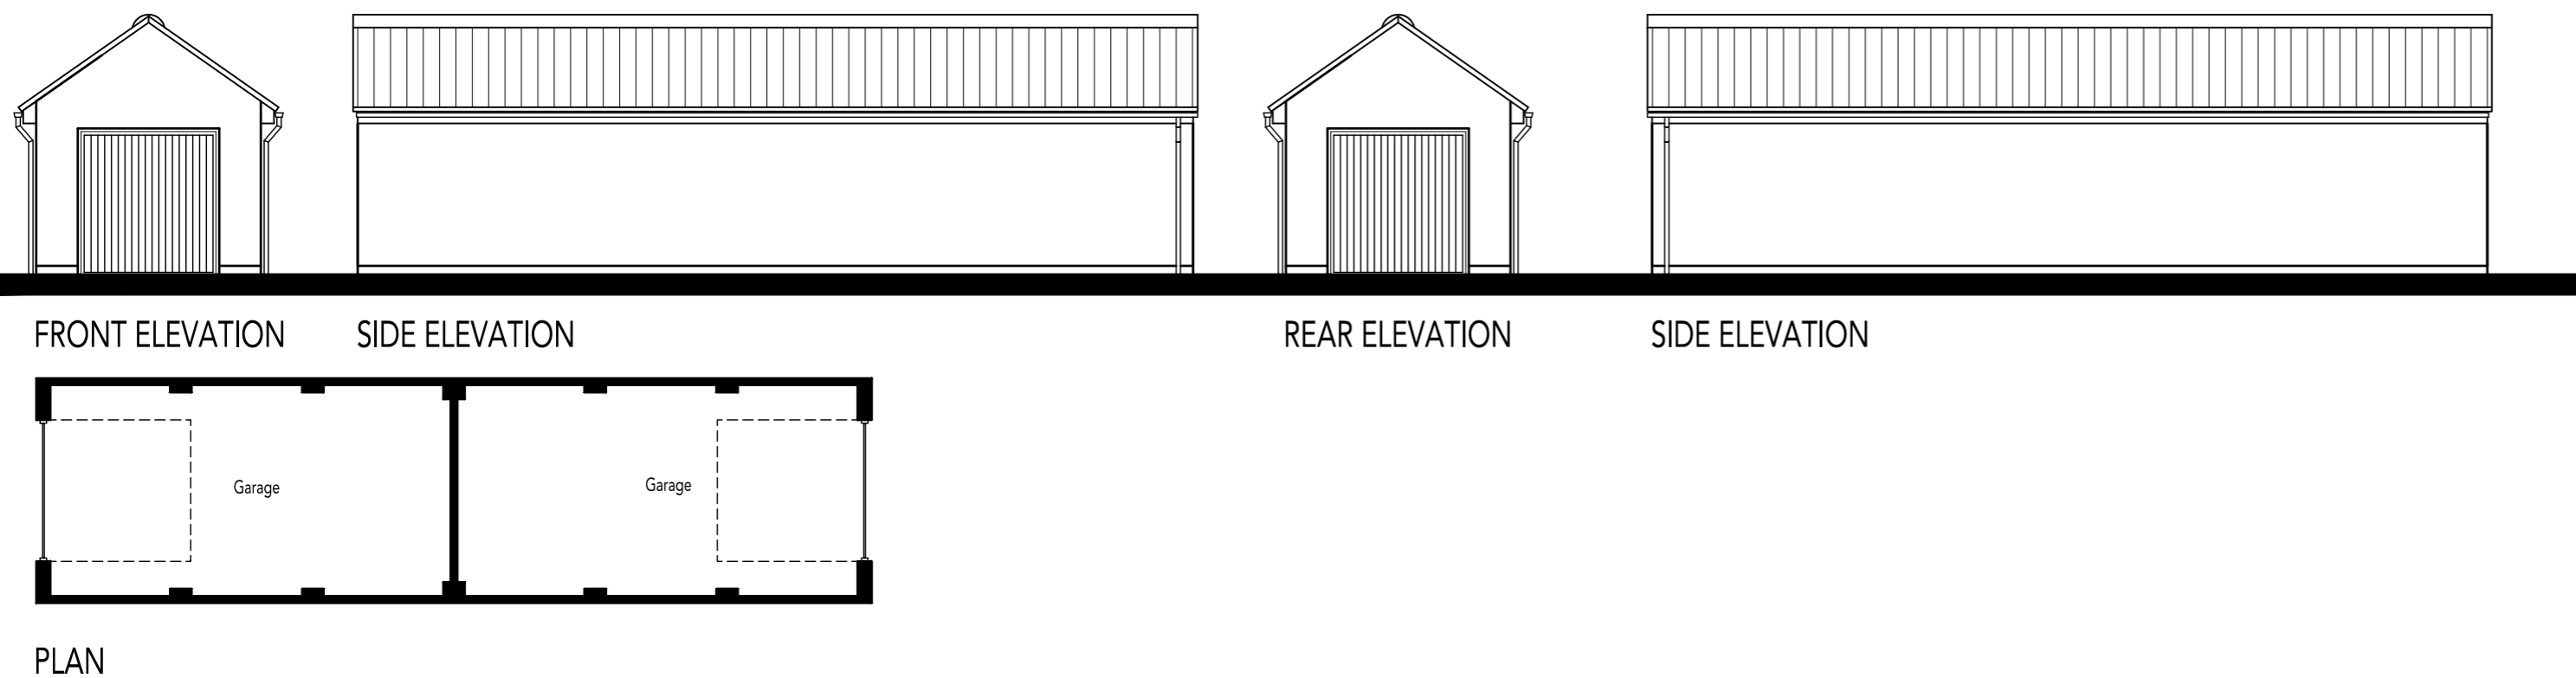 FRONT ELEVATION
SIDE ELEVATION
REAR ELEVATION
SIDE ELEVATION
Garage
Garage
PLAN